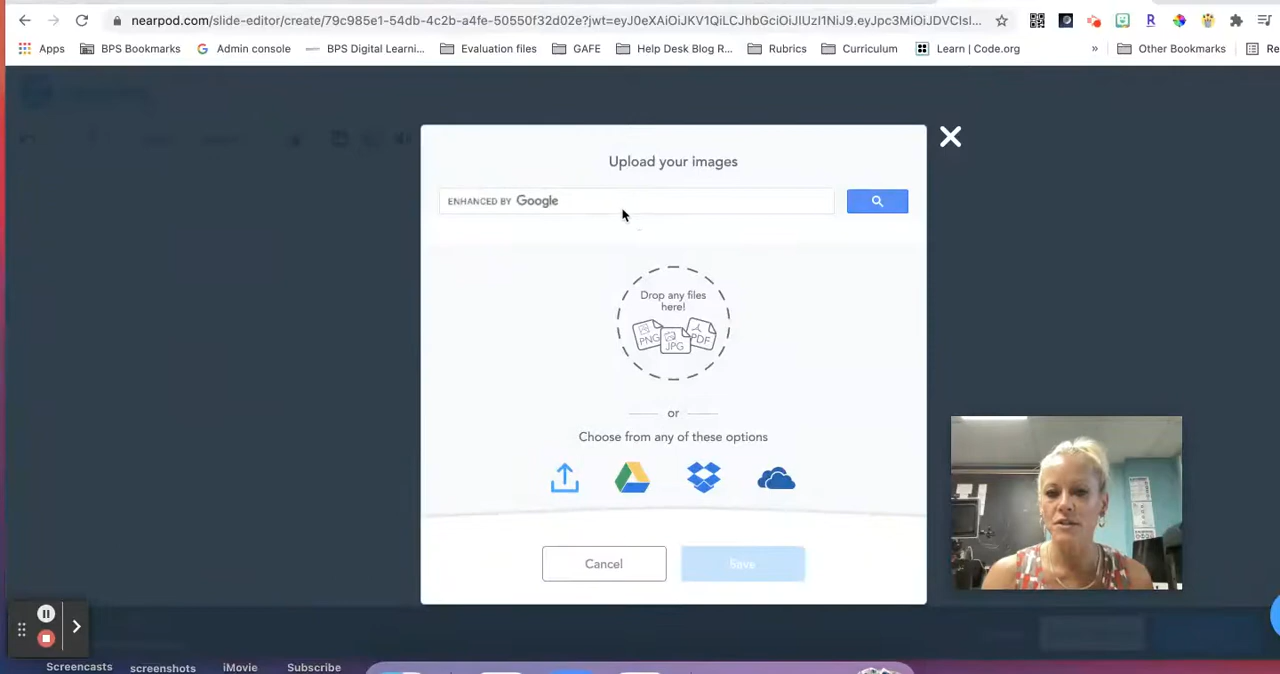 nearpod.com/slide-editor/create/79c985e1-54db-4c2b-a4fe-50550f32d02e?jwt=eyJ0eXAiOiJKV1QiLCJhbGciOiJIUzI1NiJ9.eyJpc3MiOiJDVCIsI...
Apps BPS Bookmarks Admin console BPS Digital Learni... Evaluation files GAFE Help Desk Blog R... Rubrics Curriculum Learn | Code.org » Other Bookmarks Re
Upload your images
ENHANCED BY Google
Drop any files
here!
PNG JPG PDF
or
Choose from any of these options
Cancel Save
Screencasts screenshots iMovie Subscribe